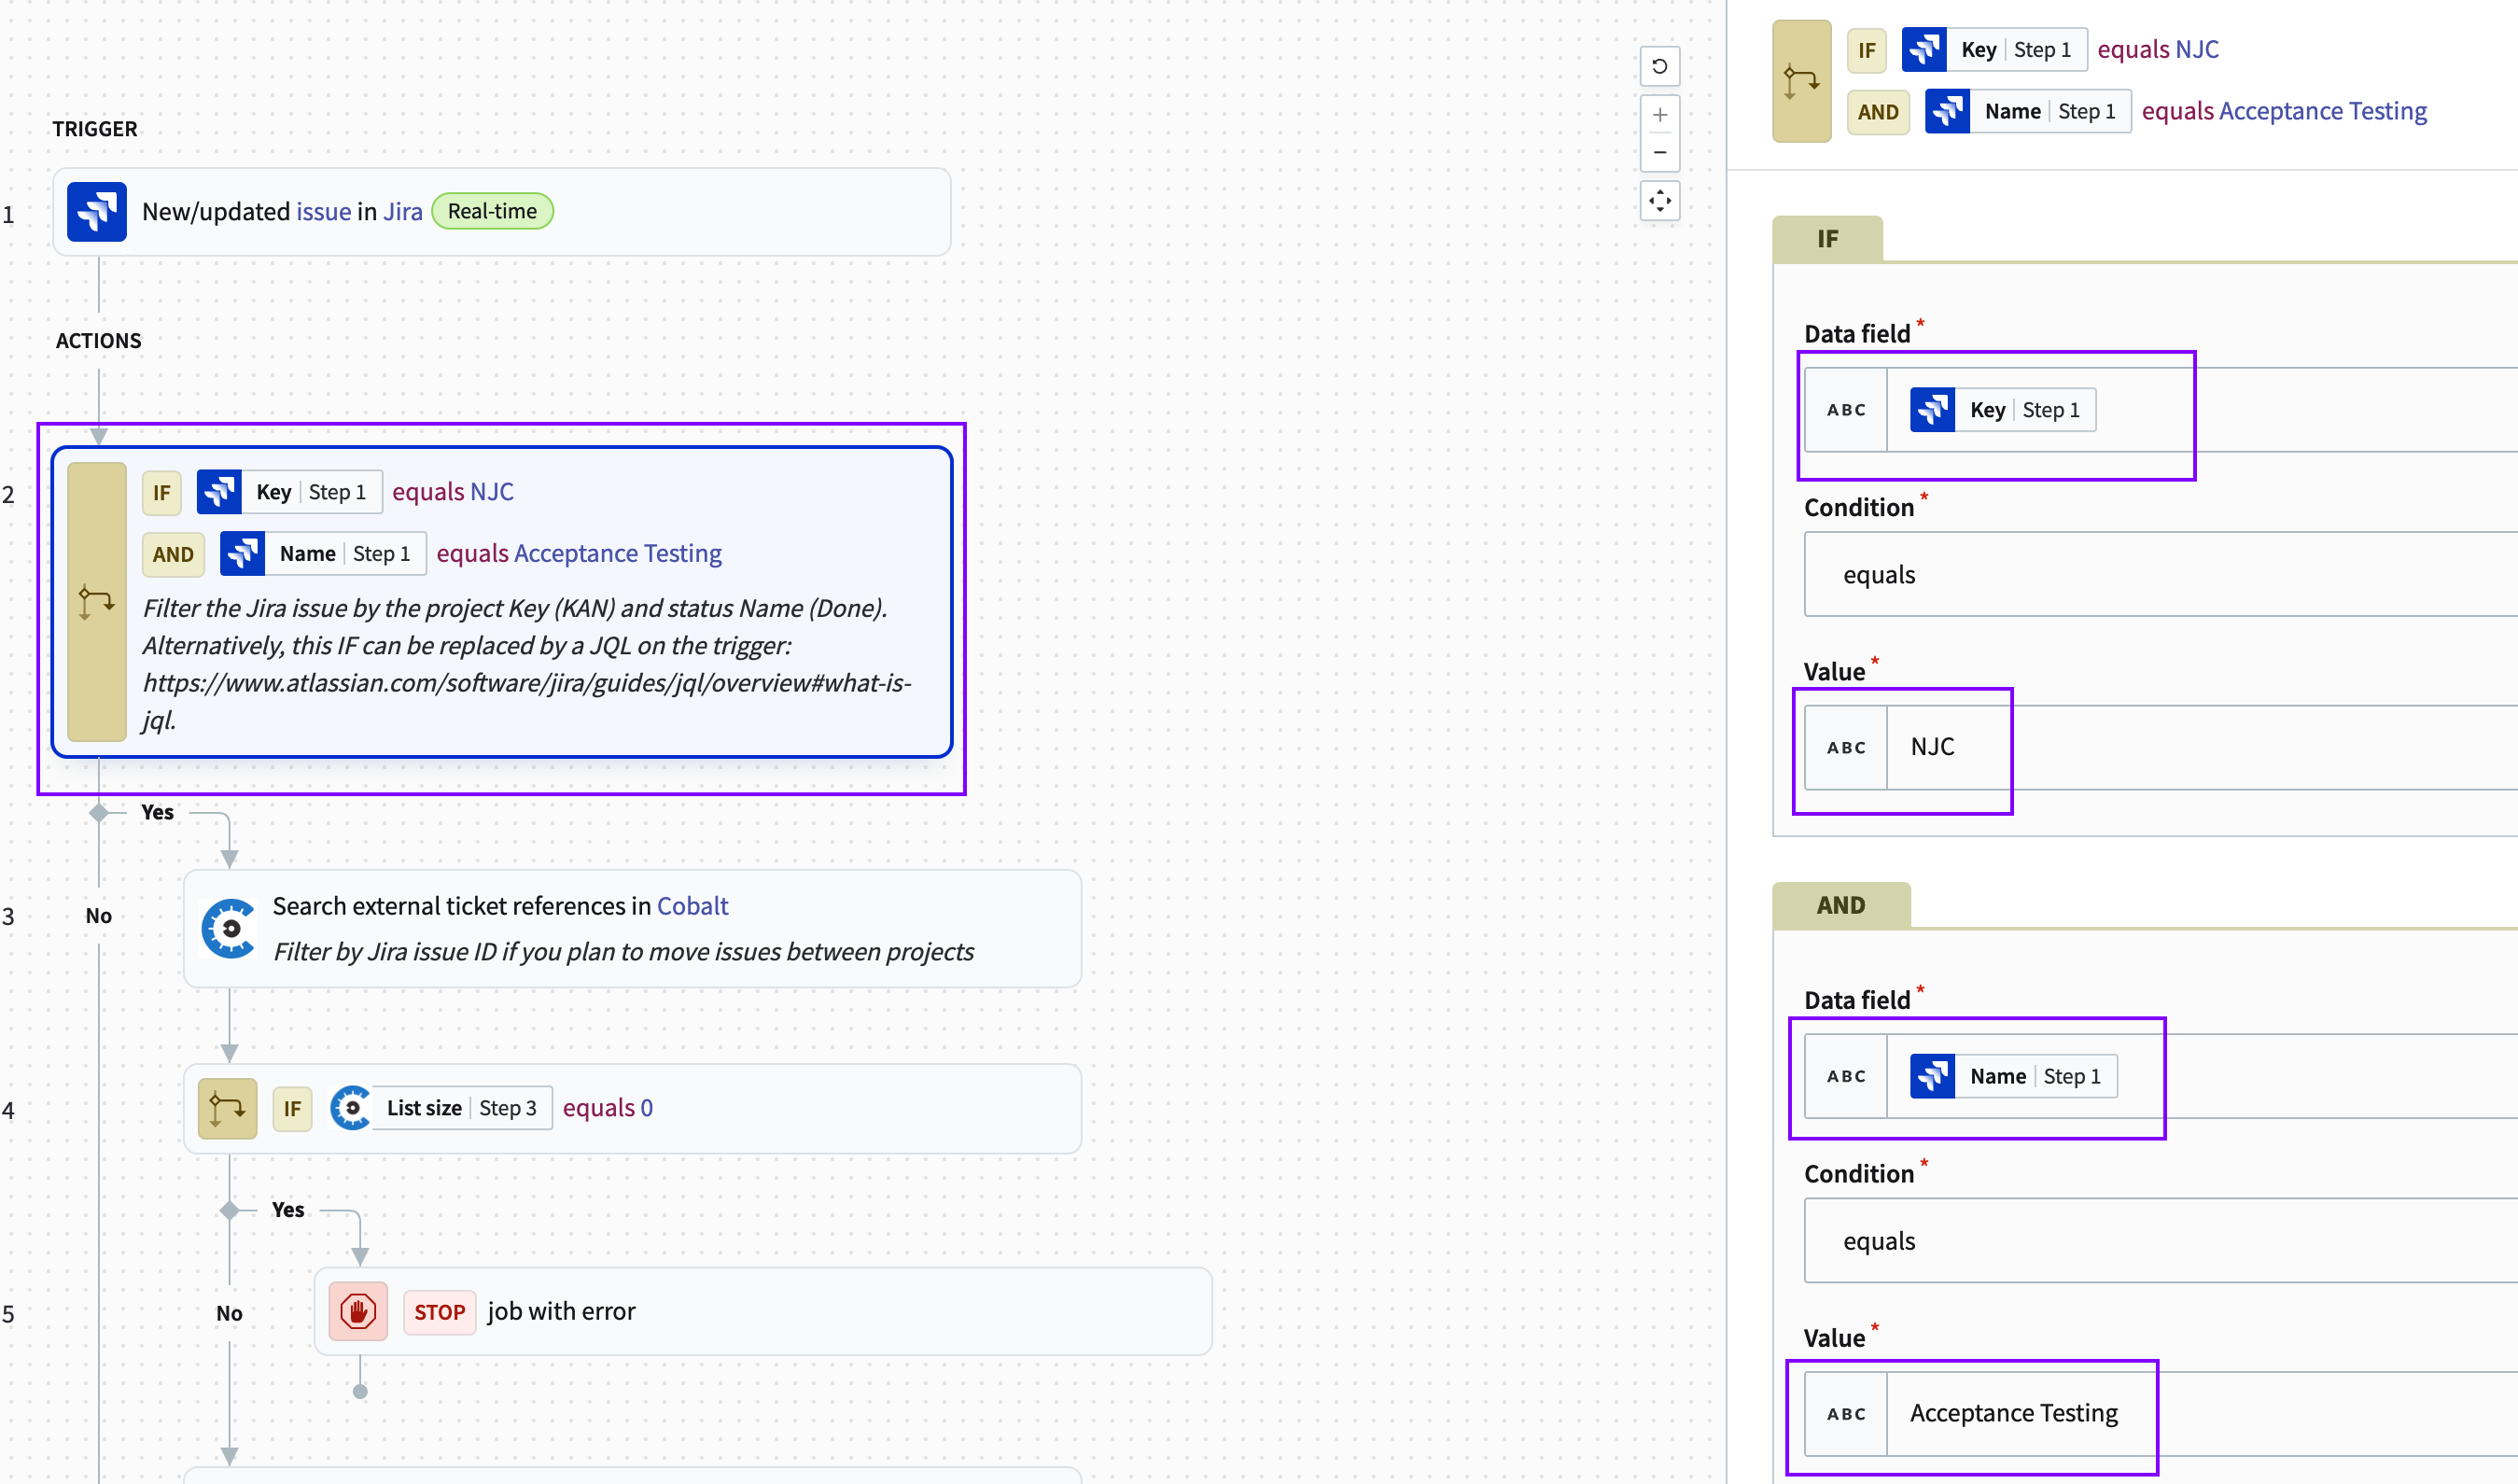 TRIGGER
1
New/updated issue in Jira Real-time
ACTIONS
2
IF Key Step 1 equals NJC
AND Name Step 1 equals Acceptance Testing
Filter the Jira issue by the project Key (KAN) and status Name (Done).
Alternatively, this IF can be replaced by a JQL on the trigger:
https://www.atlassian.com/software/jira/guides/jql/overview#what-is-
jql.
Yes
No
3
Search external ticket references in Cobalt
Filter by Jira issue ID if you plan to move issues between projects
4
IF List size Step 3 equals 0
Yes
No
5
STOP job with error
IF Key Step 1 equals NJC
AND Name Step 1 equals Acceptance Testing
IF
Data field *
ABC Key Step 1
Condition *
equals
Value *
ABC NJC
AND
Data field *
ABC Name Step 1
Condition *
equals
Value *
ABC Acceptance Testing